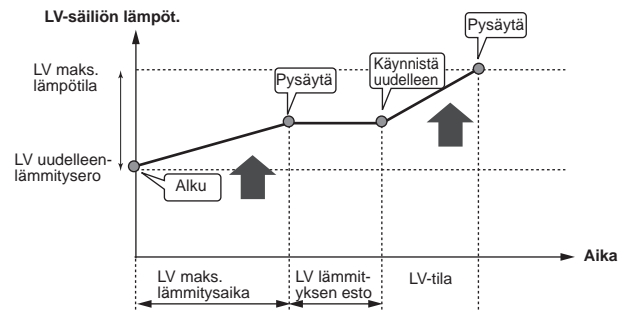 LV-säiliön lämpöt.
Pysäytä
LV maks.
lämpötila
Pysäytä
Käynnistä
uudelleen
LV uudelleen-
lämmitysero
Alku
Aika
LV maks.
lämmitysaika
LV lämmit-
yksen esto
LV-tila